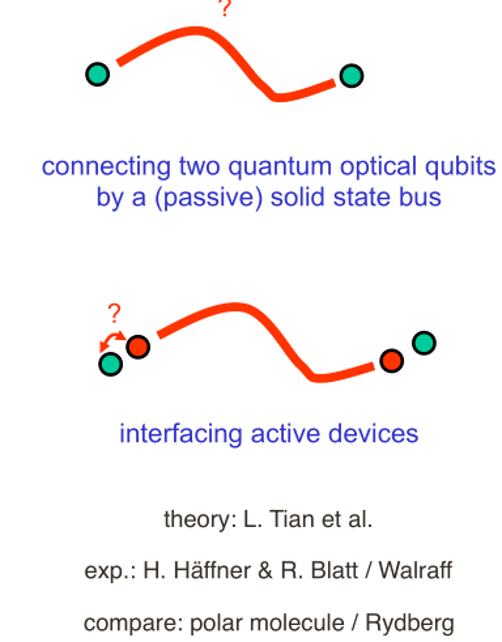 ?
connecting two quantum optical qubits
by a (passive) solid state bus
?
interfacing active devices
theory: L. Tian et al.
exp.: H. Häffner & R. Blatt / Walraff
compare: polar molecule / Rydberg